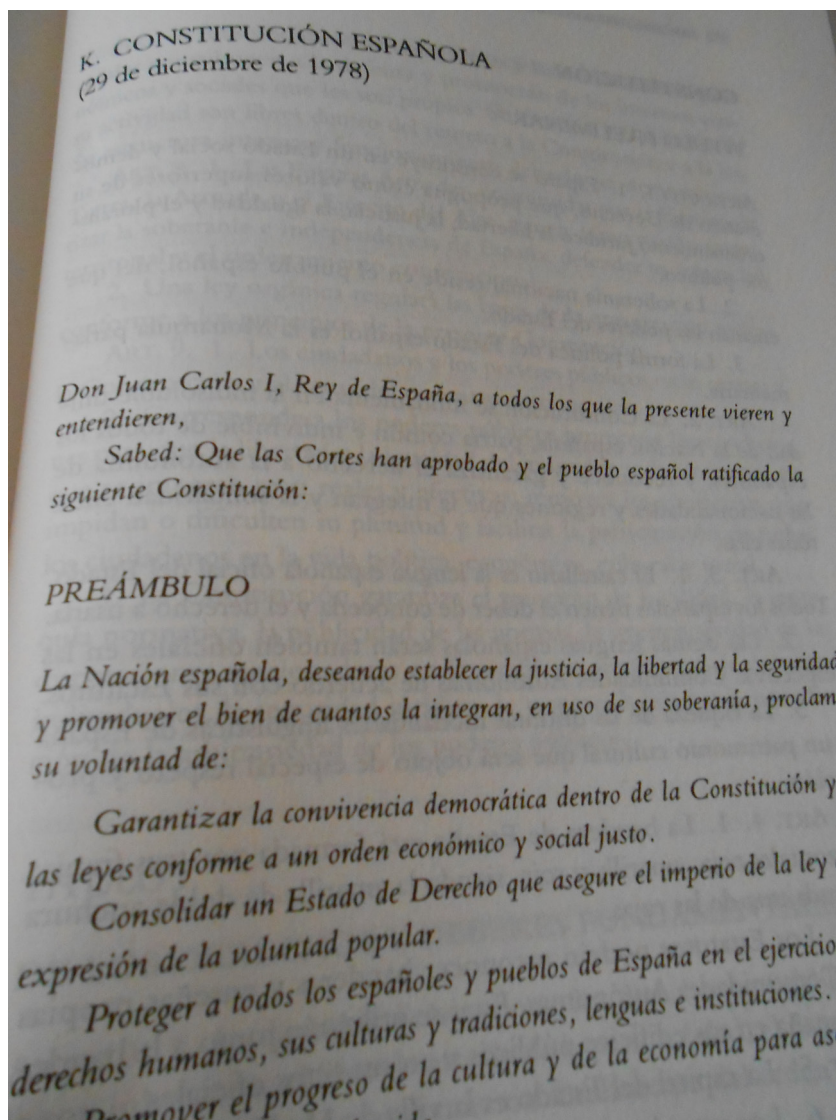 K. CONSTITUCIÓN ESPAÑOLA
(29 de diciembre de 1978)
Don Juan Carlos I, Rey de España, a todos los que la presente vieren y
entendieren,
Sabed: Que las Cortes han aprobado y el pueblo español ratificado la
siguiente Constitución:
PREÁMBULO
La Nación española, deseando establecer la justicia, la libertad y la seguridad
y promover el bien de cuantos la integran, en uso de su soberanía, proclam
su voluntad de:
Garantizar la convivencia democrática dentro de la Constitución y
las leyes conforme a un orden económico y social justo.
Consolidar un Estado de Derecho que asegure el imperio de la ley
expresión de la voluntad popular.
Proteger a todos los españoles y pueblos de España en el ejercicio
derechos humanos, sus culturas y tradiciones, lenguas e instituciones.
Promover el progreso de la cultura y de la economía para as